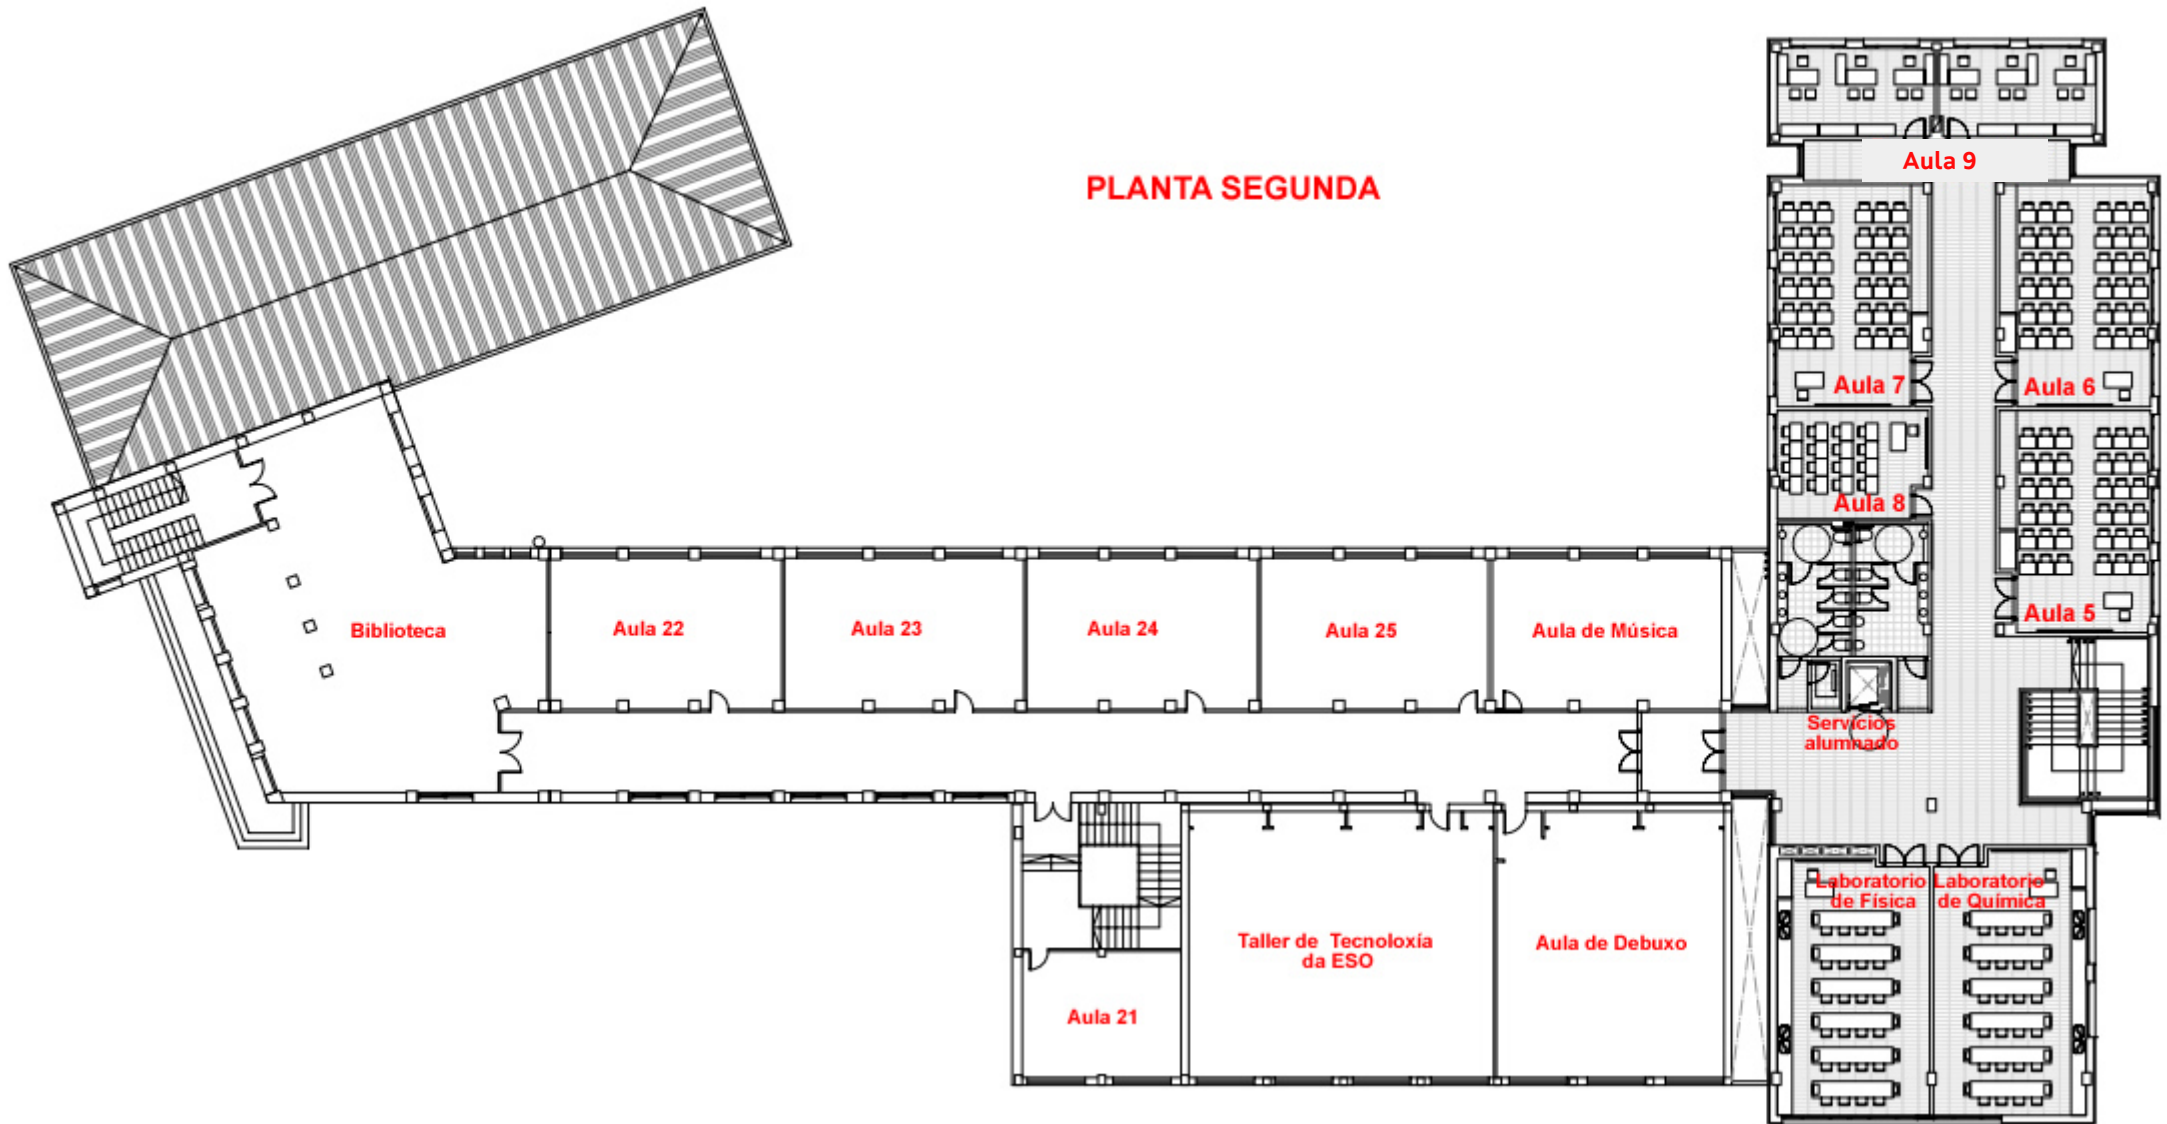 PLANTA SEGUNDA
Aula 9
Aula 7
Aula 6
Aula 8
Aula 5
Biblioteca
Aula 22
Aula 23
Aula 24
Aula 25
Aula de Música
Servicios
alumnado
Laboratorio
de Física
Laboratorio
de Química
Taller de Tecnoloxía
da ESO
Aula de Debuxo
Aula 21